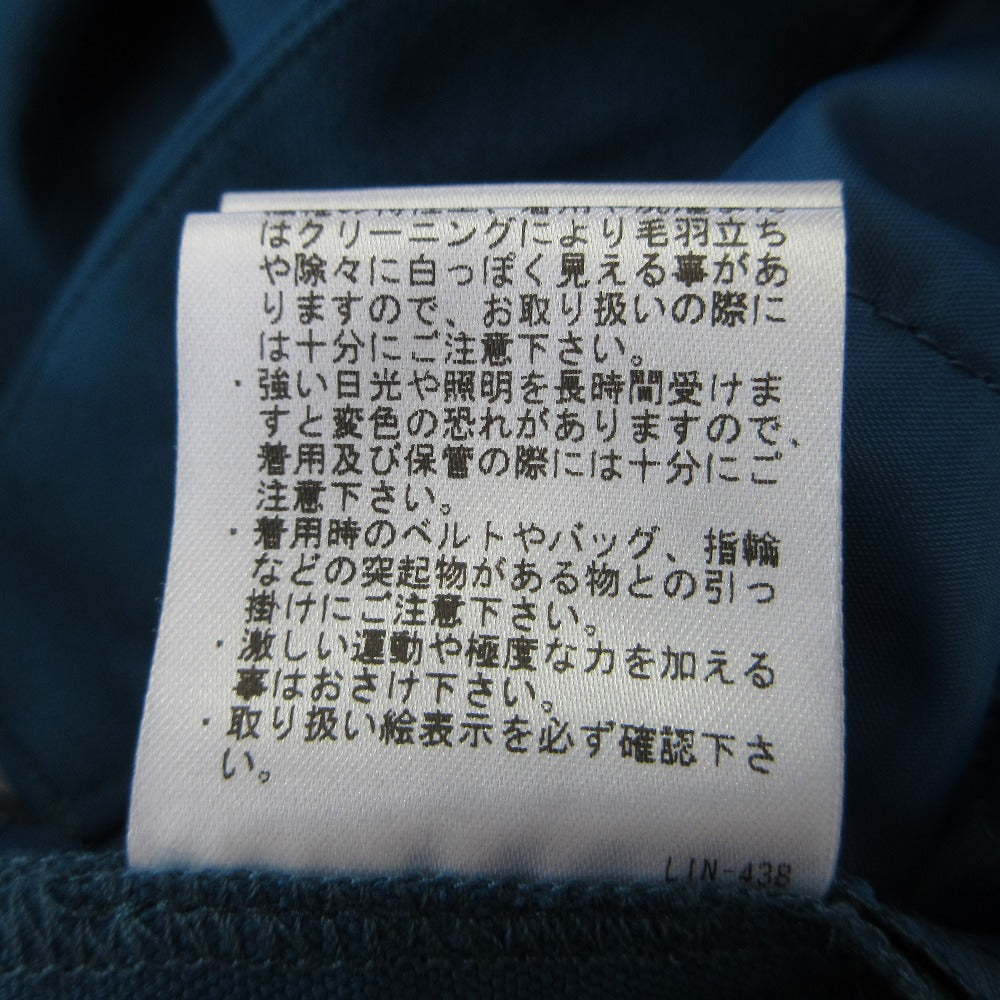 はクリーニングにより毛羽立ち
や除々に白っぽく見える事があ
りますので、お取り扱いの際に
は十分にご注意下さい。
・強い日光や照明を長時間受けま
すと変色の恐れがありますので、
着用及び保管の際には十分にご
注意下さい。
・着用時のベルトやバッグ、指輪
などの突起物がある物との引っ
掛けにご注意下さい。
・激しい運動や極度な力を加える
事はおさけ下さい。
・取り扱い絵表示を必ず確認下さ
い。
LIN-438